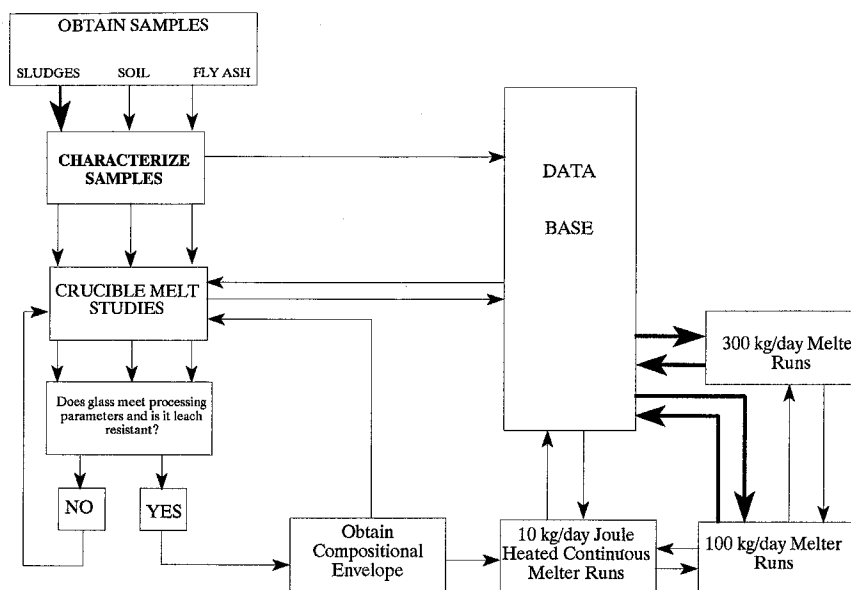 OBTAIN SAMPLES
SLUDGES SOIL FLY ASH
CHARACTERIZE
SAMPLES
DATA
BASE
CRUCIBLE MELT
STUDIES
300 kg/day Melter
Runs
Does glass meet processing
parameters and is it leach
resistant?
NO
YES
Obtain
Compositional
Envelope
10 kg/day Joule
Heated Continuous
Melter Runs
100 kg/day Melter
Runs